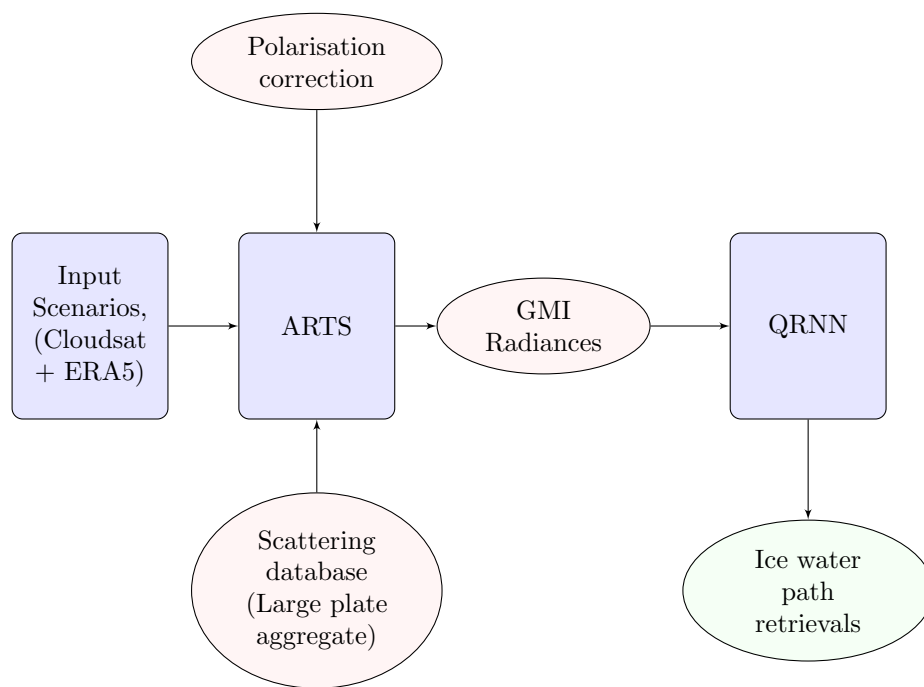 Polarisation
correction
Input
Scenarios,
(Cloudsat
+ ERA5)
ARTS
GMI
Radiances
QRNN
Scattering
database
(Large plate
aggregate)
Ice water
path
retrievals